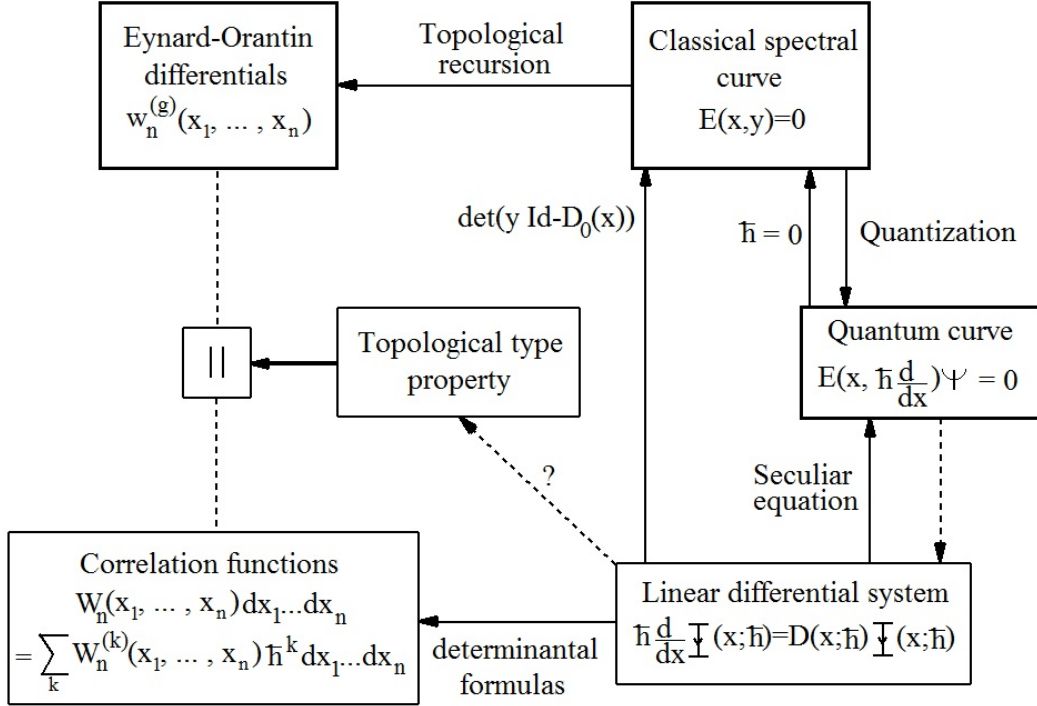 Eynard-Orantin
differentials
w_n^{(g)}(x_1, ... , x_n)
Topological
recursion
Classical spectral
curve
E(x,y)=0
det(y Id-D_0(x))
ħ = 0
Quantization
Quantum curve
E(x, ħ d/dx)Ψ = 0
||
Topological type
property
?
Seculiar
equation
Correlation functions
W_n(x_1, ... , x_n)dx_1...dx_n
= ∑_k W_n^{(k)}(x_1, ... , x_n) ħ^k dx_1...dx_n
determinantal
formulas
Linear differential system
ħ d/dx Ψ(x;ħ)=D(x;ħ) Ψ(x;ħ)